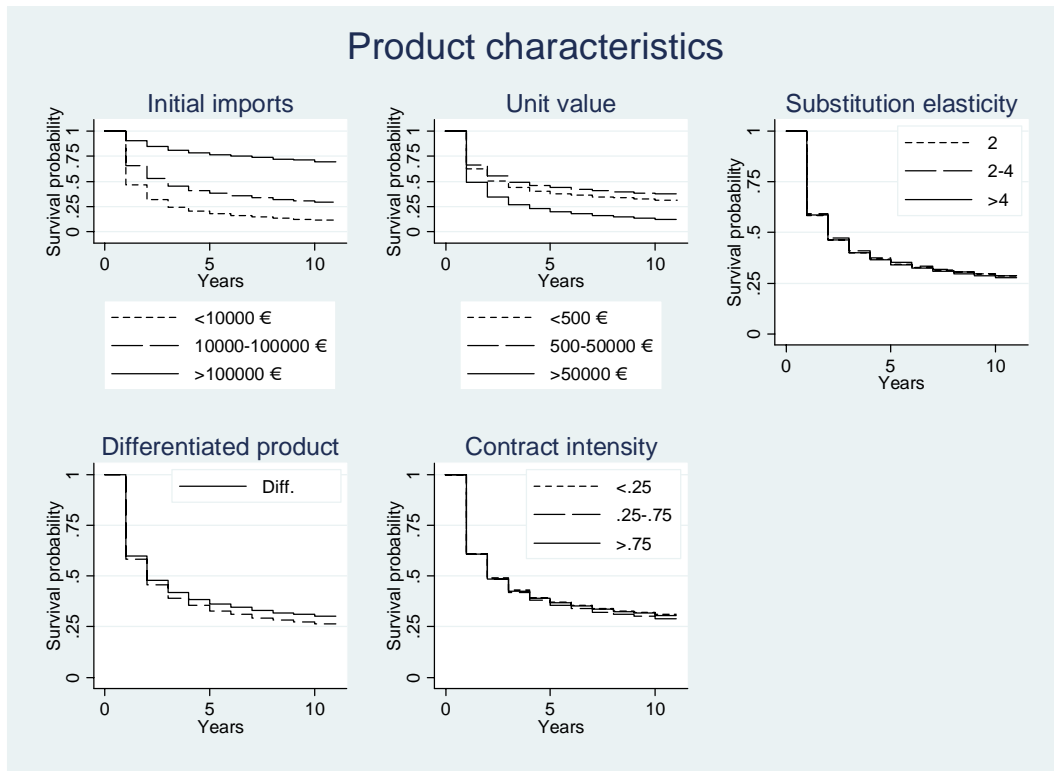 Product characteristics
Initial imports
Survival probability
0 .25 .5 .75 1
0 5 10
Years
<10000 €
10000-100000 €
>100000 €
Unit value
Survival probability
0 .25 .5 .75 1
0 5 10
Years
<500 €
500-50000 €
>50000 €
Substitution elasticity
Survival probability
0 .25 .5 .75 1
0 5 10
Years
2
2-4
>4
Differentiated product
Survival probability
0 .25 .5 .75 1
0 5 10
Years
Diff.
Contract intensity
Survival probability
0 .25 .5 .75 1
0 5 10
Years
<.25
.25-.75
>.75